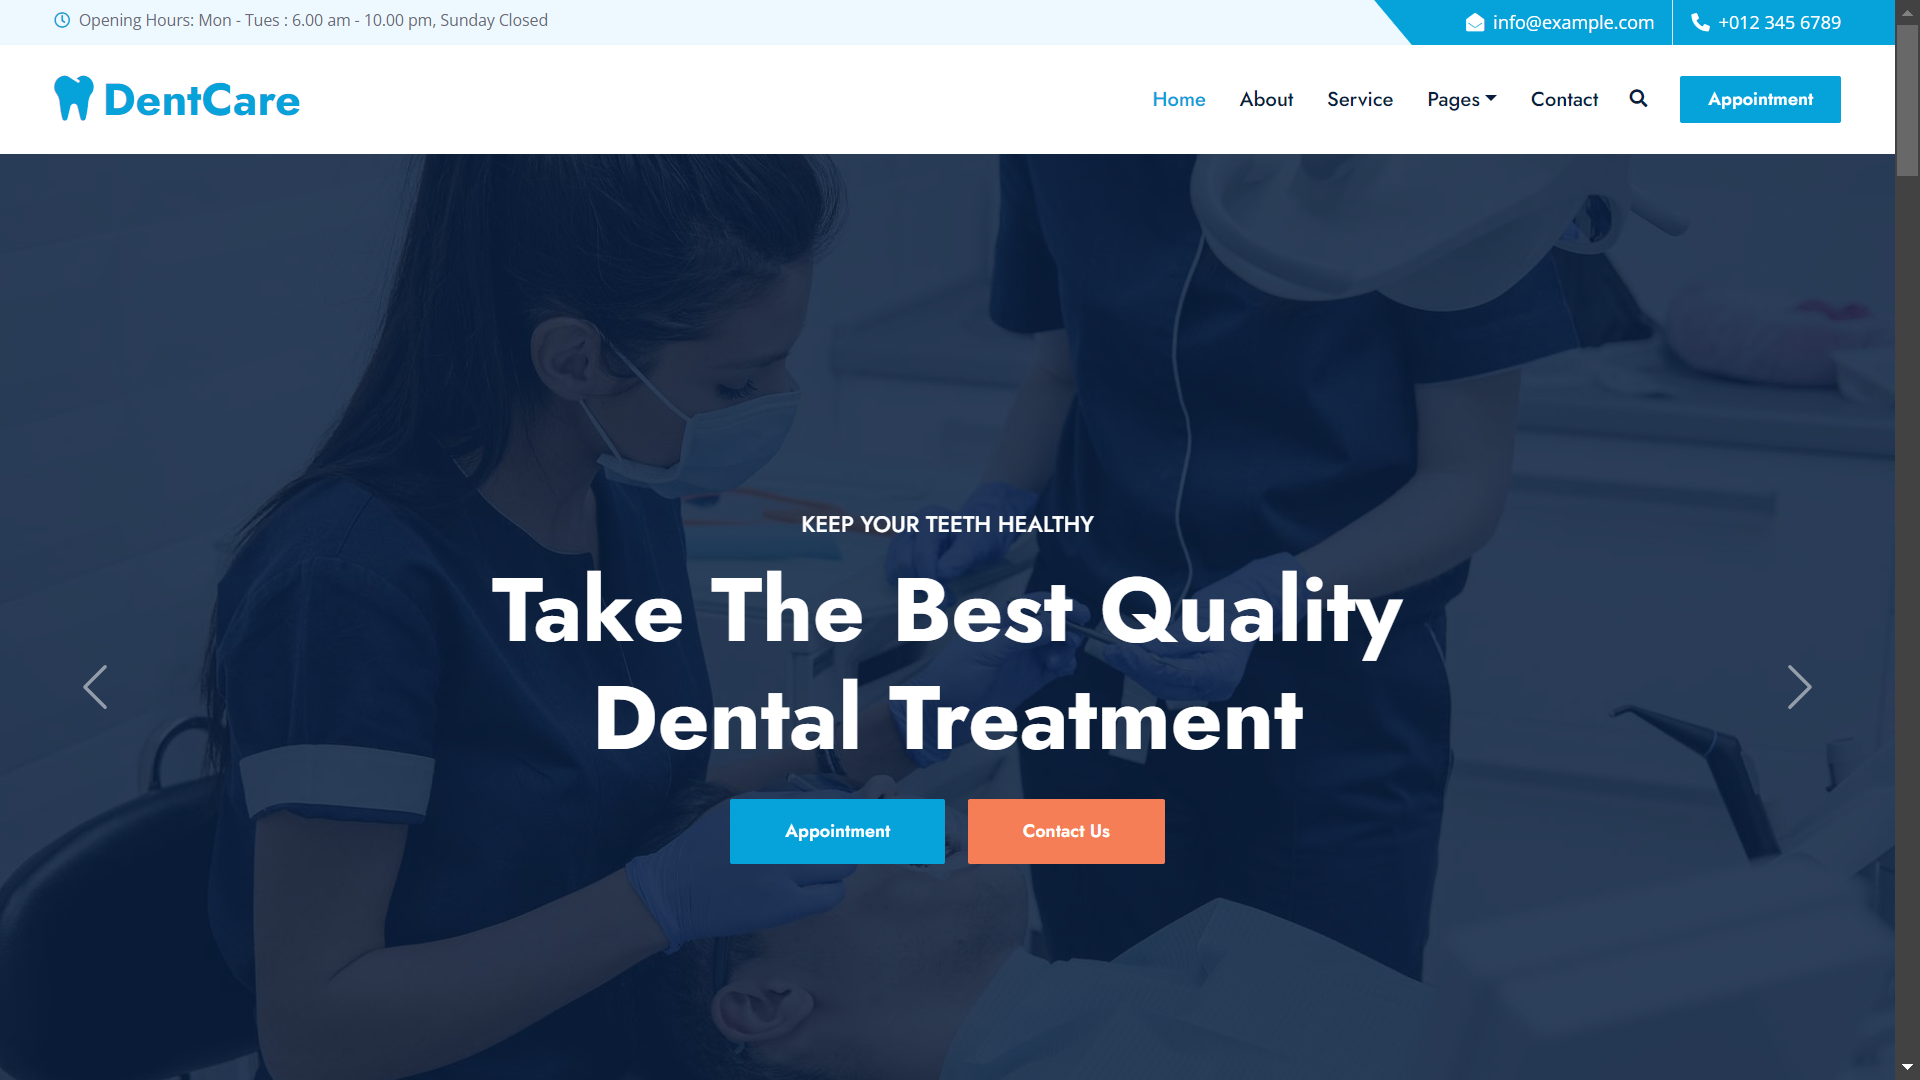 Opening Hours: Mon - Tues : 6.00 am - 10.00 pm, Sunday Closed
info@example.com
+012 345 6789
DentCare
Home
About
Service
Pages
Contact
Appointment
KEEP YOUR TEETH HEALTHY
Take The Best Quality
Dental Treatment
Appointment
Contact Us